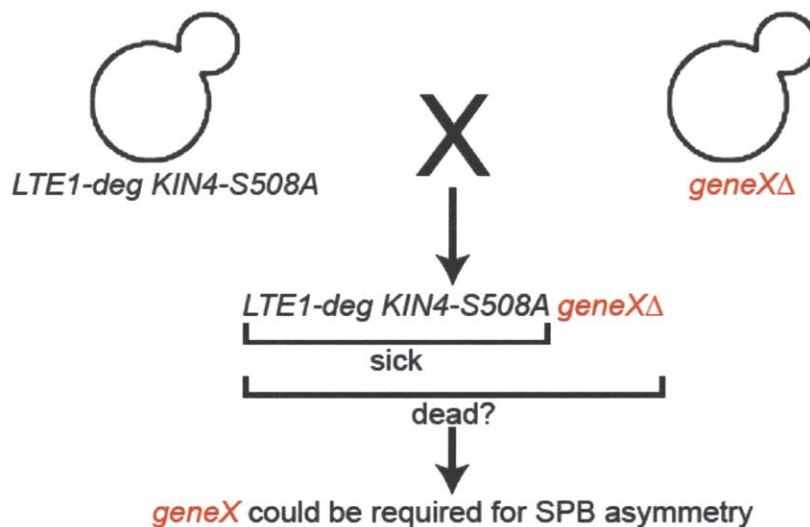 X
LTE1-deg KIN4-S508A
geneXΔ
LTE1-deg KIN4-S508A geneXΔ
sick
dead?
geneX could be required for SPB asymmetry